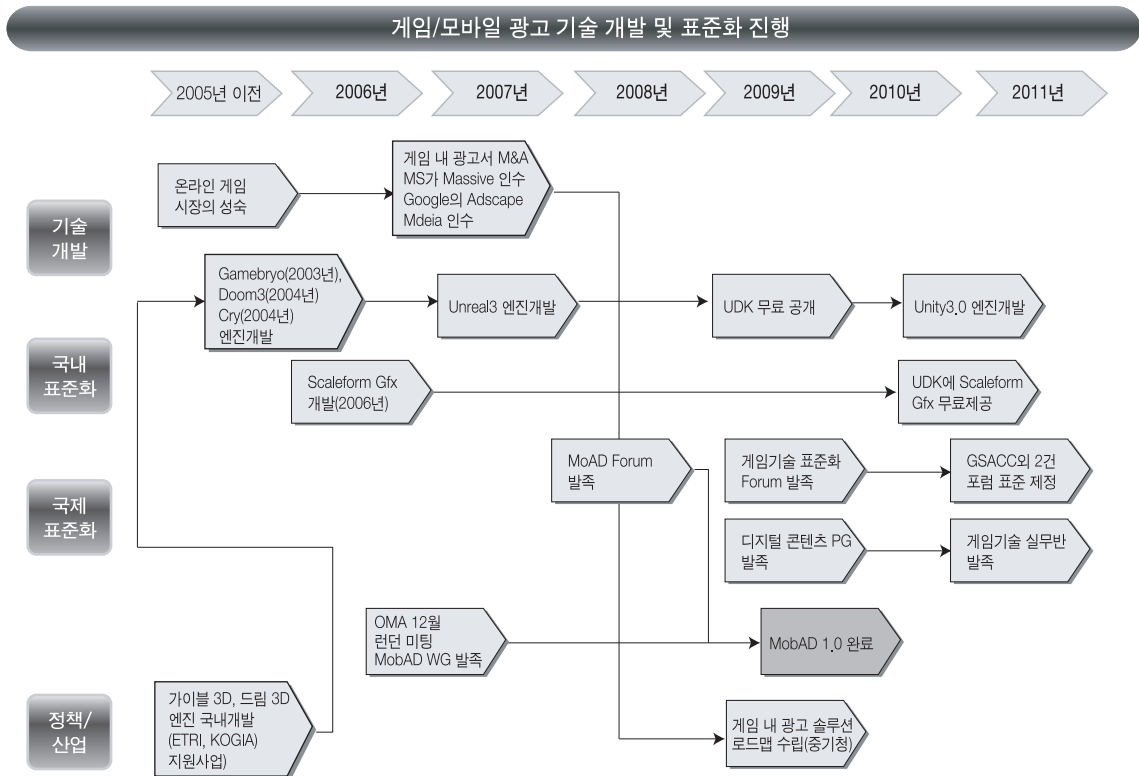 게임/모바일 광고 기술 개발 및 표준화 진행
2005년 이전
2006년
2007년
2008년
2009년
2010년
2011년
기술
개발
온라인 게임
시장의 성숙
게임 내 광고서 M&A
MS가 Massive 인수
Google의 Adscape
Mdeia 인수
Gamebryo(2003년),
Doom3(2004년)
Cry(2004년)
엔진개발
Unreal3 엔진개발
UDK 무료 공개
Unity3.0 엔진개발
국내
표준화
Scaleform Gfx
개발(2006년)
UDK에 Scaleform
Gfx 무료제공
국제
표준화
MoAD Forum
발족
게임기술 표준화
Forum 발족
GSACC외 2건
포럼 표준 제정
디지털 콘텐츠 PG
발족
게임기술 실무반
발족
OMA 12월
런던 미팅
MobAD WG 발족
MobAD 1.0 완료
정책/
산업
가이블 3D, 드림 3D
엔진 국내개발
(ETRI, KOGIA)
지원사업)
게임 내 광고 솔루션
로드맵 수립(중기청)